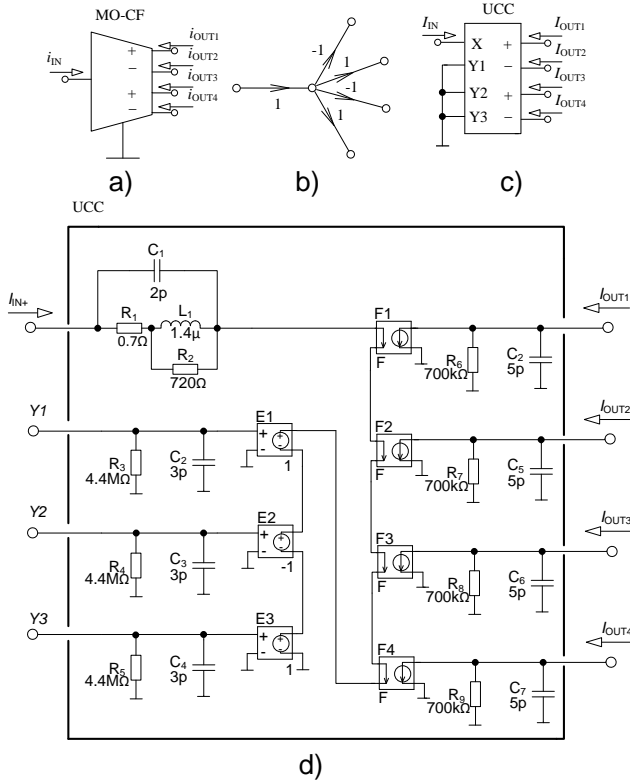 MO-CF
iIN
+
−
+
−
iOUT1
iOUT2
iOUT3
iOUT4
a)
1
-1
1
-1
1
b)
UCC
IIN
X
Y1
Y2
Y3
+
−
+
−
IOUT1
IOUT2
IOUT3
IOUT4
c)
UCC
C1
2p
IIN+
R1
0.7Ω
L1
1.4µ
R2
720Ω
F1
F
R6
700kΩ
C2
5p
IOUT1
Y1
R3
4.4MΩ
C2
3p
E1
+
-
+
-
1
F2
F
R7
700kΩ
C5
5p
IOUT2
Y2
R4
4.4MΩ
C3
3p
E2
+
-
+
-
-1
F3
F
R8
700kΩ
C6
5p
IOUT3
Y3
R5
4.4MΩ
C4
3p
E3
+
-
+
-
1
F4
F
R9
700kΩ
C7
5p
IOUT4
d)